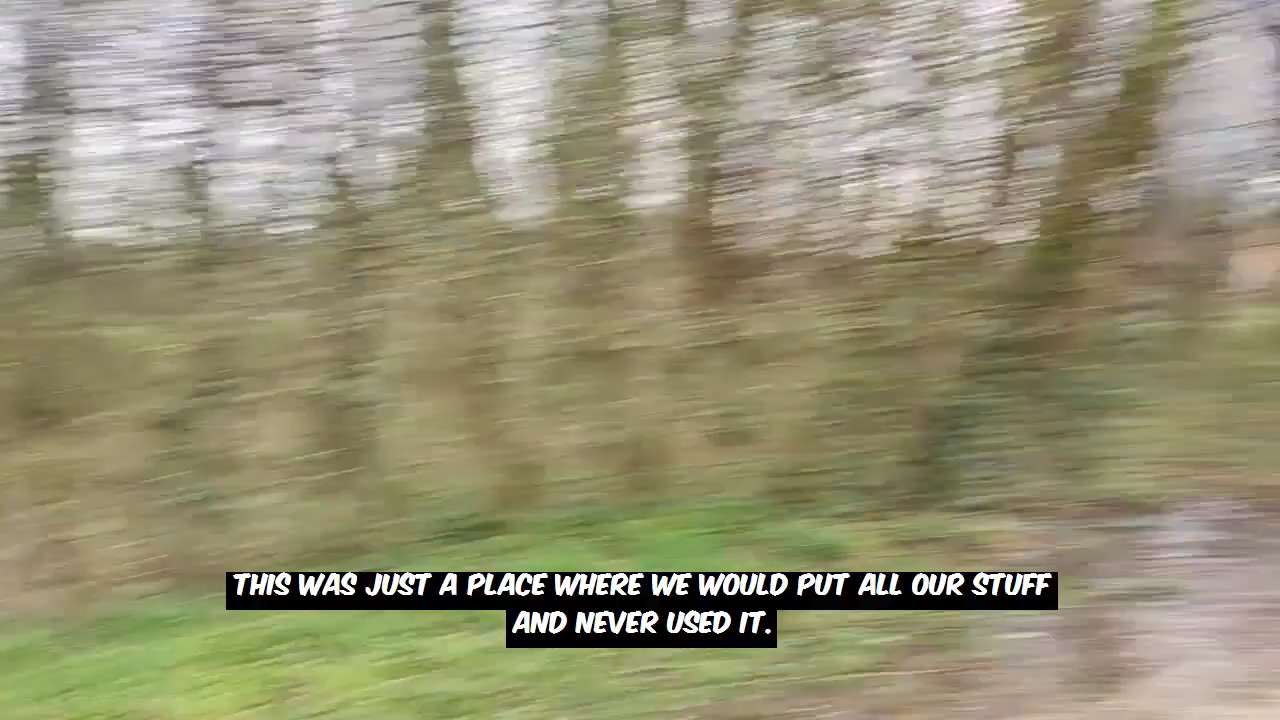 THIS WAS JUST A PLACE WHERE WE WOULD PUT ALL OUR STUFF
AND NEVER USED IT.